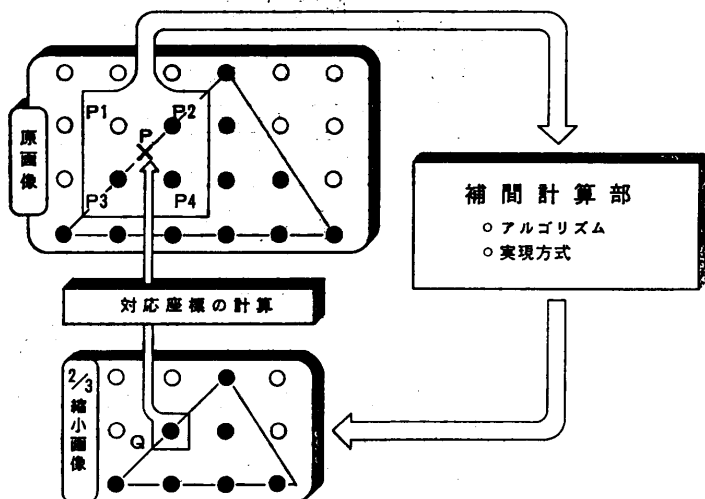 原画像
P1
P2
P
P3
P4
補間計算部
○ アルゴリズム
○ 実現方式
対応座標の計算
2/3縮小画像
Q